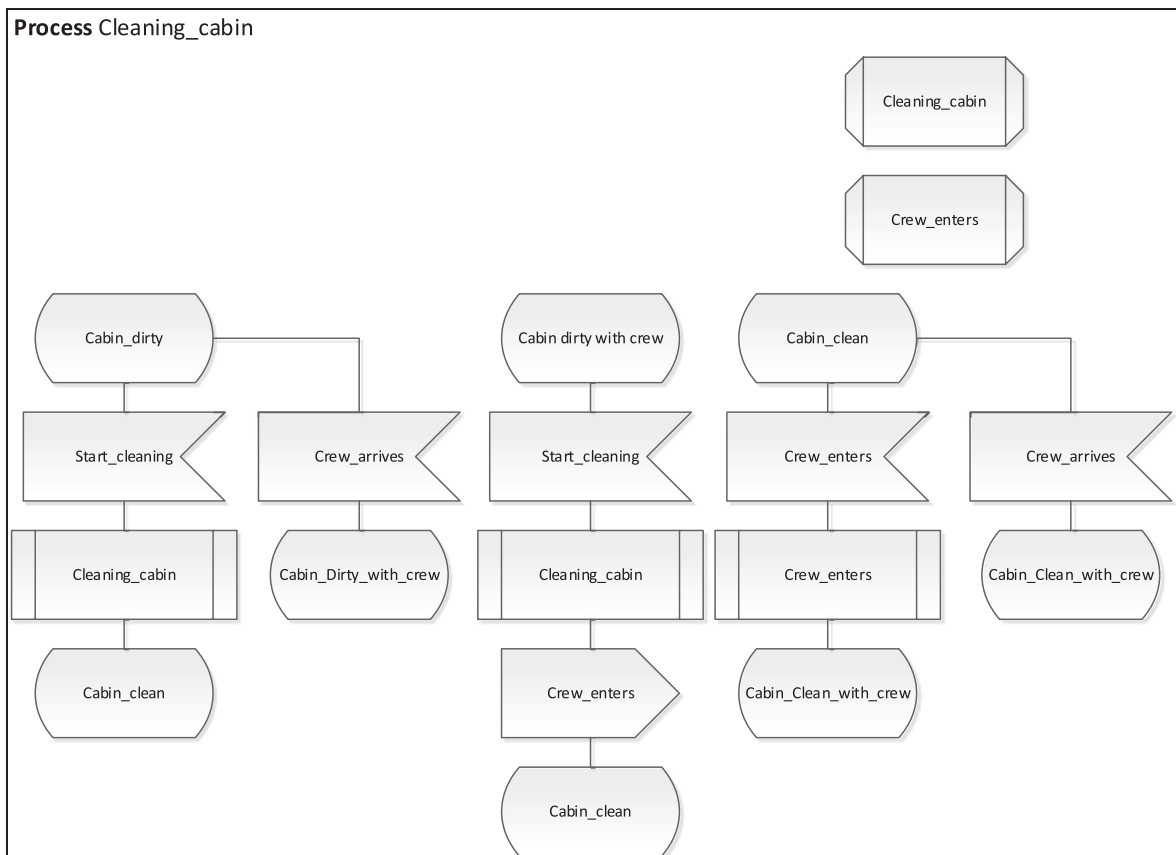 Process Cleaning_cabin
Cleaning_cabin
Crew_enters
Cabin_dirty
Cabin dirty with crew
Cabin_clean
Start_cleaning
Crew_arrives
Start_cleaning
Crew_enters
Crew_arrives
Cleaning_cabin
Cabin_Dirty_with_crew
Cleaning_cabin
Crew_enters
Cabin_Clean_with_crew
Cabin_clean
Crew_enters
Cabin_Clean_with_crew
Cabin_clean